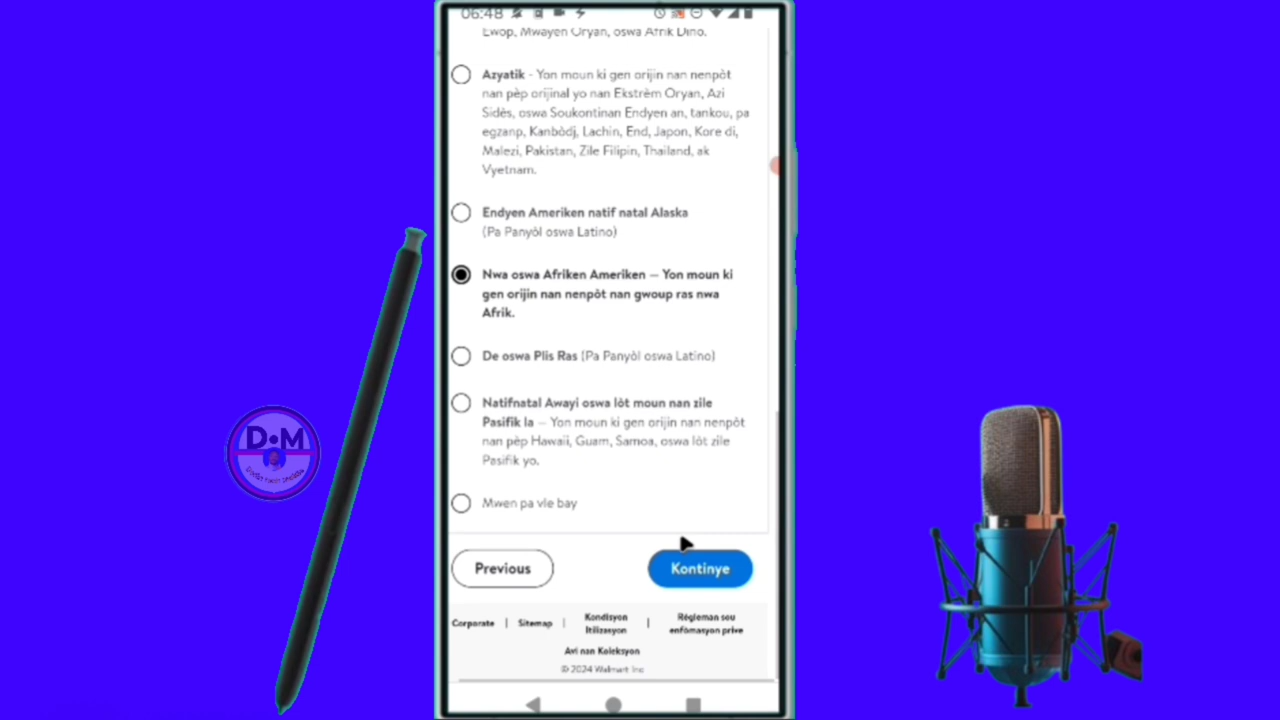 06:48
Ewop, Mwayen Oryan, oswa Afrik Dino.
Azyatik - Yon moun ki gen orijin nan nenpòt
nan pèp orijinal yo nan Ekstrèm Oryan, Azi
Sidès, oswa Soukontinan Endyen an, tankou, pa
egzanp, Kanbòdj, Lachin, End, Japon, Kore di,
Malezi, Pakistan, Zile Filipin, Thailand, ak
Vyetnam.
Endyen Ameriken natif natal Alaska
(Pa Panyòl oswa Latino)
Nwa oswa Afriken Ameriken — Yon moun ki
gen orijin nan nenpòt nan gwoup ras nwa
Afrik.
De oswa Plis Ras (Pa Panyòl oswa Latino)
Natifnatal Awayi oswa lòt moun nan zile
Pasifik la — Yon moun ki gen orijin nan nenpòt
nan pèp Hawaii, Guam, Samoa, oswa lòt zile
Pasifik yo.
Mwen pa vle bay
Previous
Kontinye
Corporate | Sitemap | Kondisyon Itilizasyon | Règleman sou enfòmasyon prive
Avi nan Koleksyon
© 2024 Walmart Inc
D•M